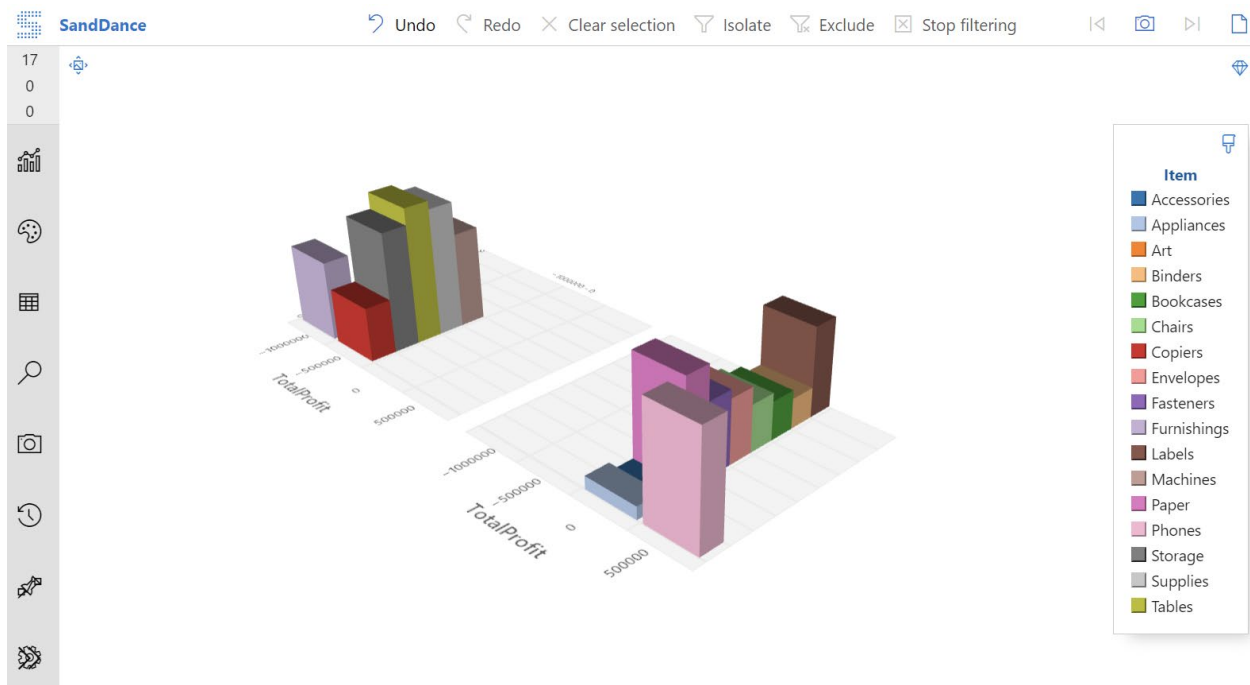 SandDance
Undo
Redo
Clear selection
Isolate
Exclude
Stop filtering
17
0
0
-1000000 - 0
-1000000
-500000
0
500000
TotalProfit
-1000000
-500000
0
500000
TotalProfit
Item
Accessories
Appliances
Art
Binders
Bookcases
Chairs
Copiers
Envelopes
Fasteners
Furnishings
Labels
Machines
Paper
Phones
Storage
Supplies
Tables